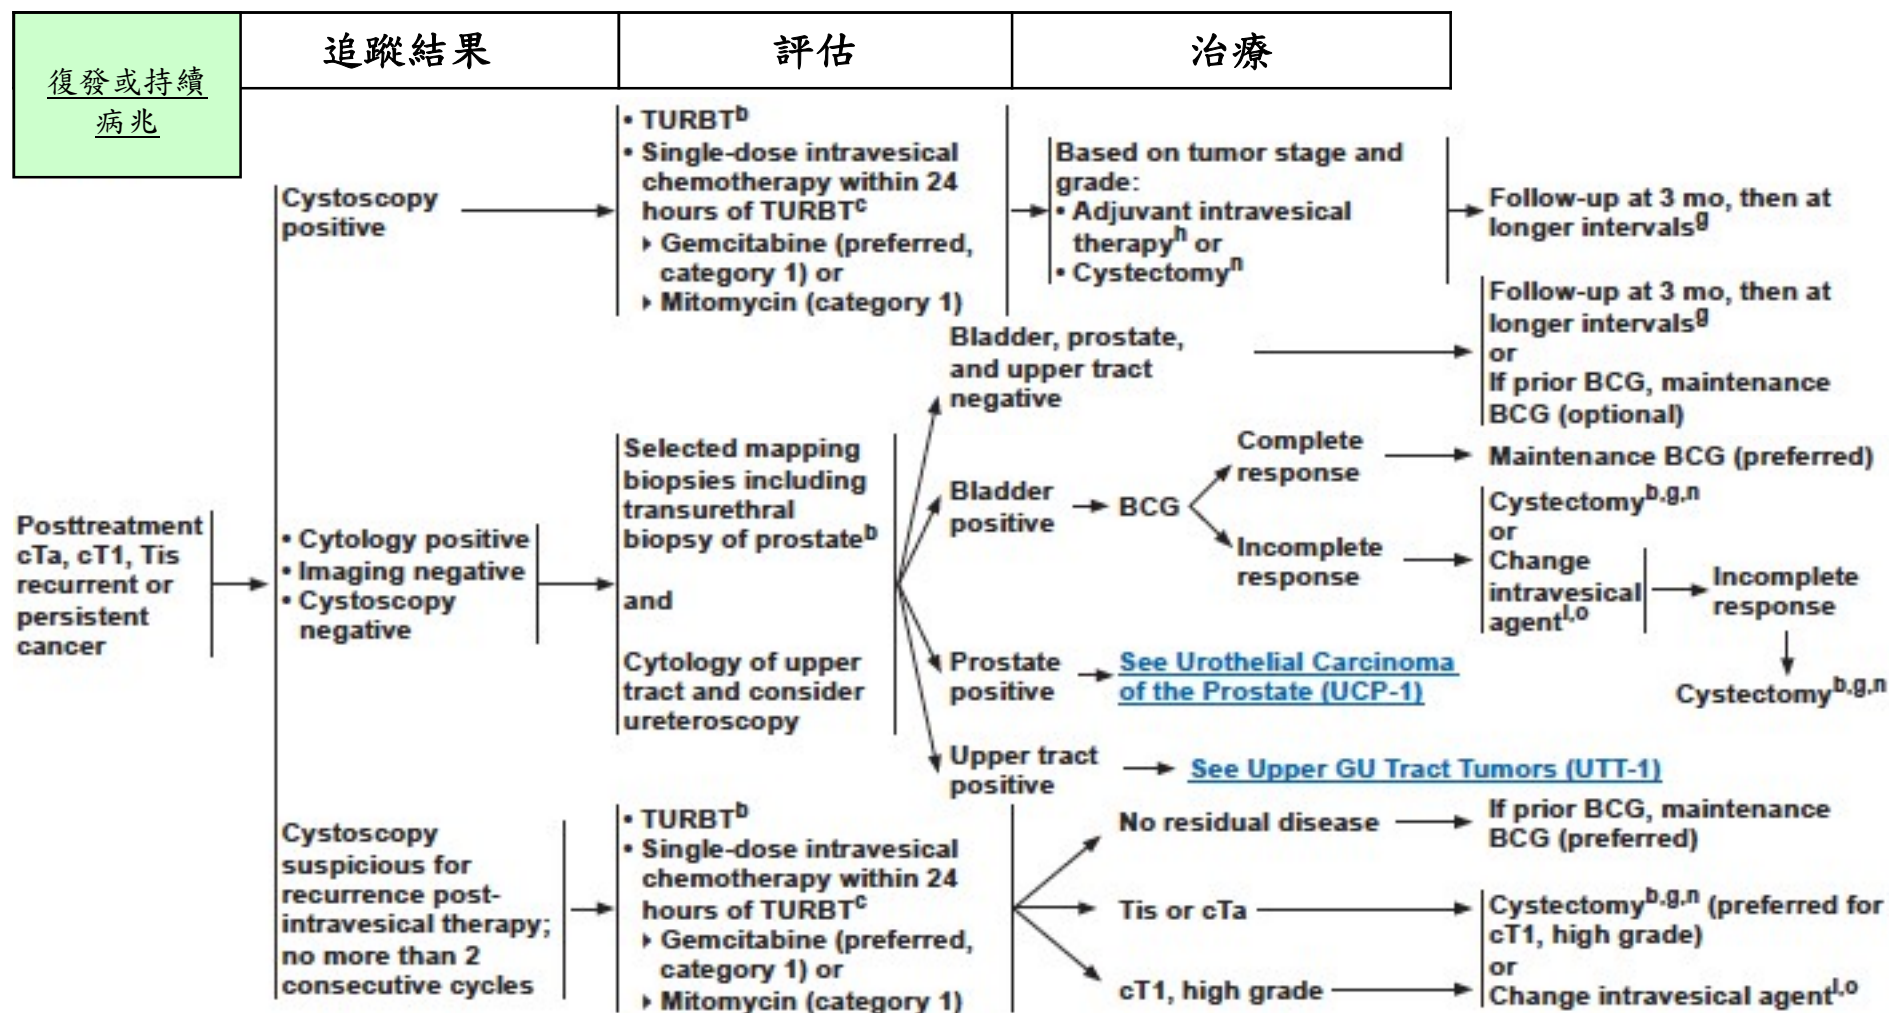 復發或持續
病兆
追蹤結果
評估
治療
Posttreatment
cTa, cT1, Tis
recurrent or
persistent
cancer
Cystoscopy
positive
• TURBTb
• Single-dose intravesical
chemotherapy within 24
hours of TURBTc
▸ Gemcitabine (preferred,
category 1) or
▸ Mitomycin (category 1)
Based on tumor stage and
grade:
• Adjuvant intravesical
therapyh or
• Cystectomyn
Follow-up at 3 mo, then at
longer intervalsg
• Cytology positive
• Imaging negative
• Cystoscopy
negative
Selected mapping
biopsies including
transurethral
biopsy of prostateb
and
Cytology of upper
tract and consider
ureteroscopy
Bladder, prostate,
and upper tract
negative
Follow-up at 3 mo, then at
longer intervalsg
or
If prior BCG, maintenance
BCG (optional)
Bladder
positive
BCG
Complete
response
Maintenance BCG (preferred)
Incomplete
response
Cystectomyb,g,n
or
Change
intravesical
agentl,o
Incomplete
response
Cystectomyb,g,n
Prostate
positive
See Urothelial Carcinoma
of the Prostate (UCP-1)
Upper tract
positive
See Upper GU Tract Tumors (UTT-1)
Cystoscopy
suspicious for
recurrence post-
intravesical therapy;
no more than 2
consecutive cycles
• TURBTb
• Single-dose intravesical
chemotherapy within 24
hours of TURBTc
▸ Gemcitabine (preferred,
category 1) or
▸ Mitomycin (category 1)
No residual disease
If prior BCG, maintenance
BCG (preferred)
Tis or cTa
cT1, high grade
Cystectomyb,g,n (preferred for
cT1, high grade)
or
Change intravesical agentl,o